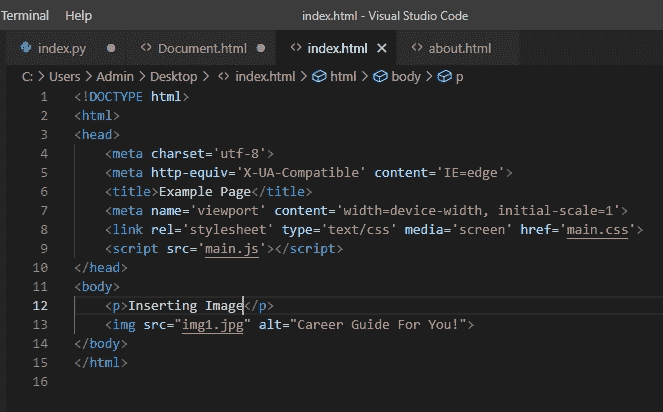 Terminal Help index.html - Visual Studio Code
index.py Document.html index.html about.html
C: > Users > Admin > Desktop > index.html > html > body > p
1 <!DOCTYPE html>
2 <html>
3 <head>
4 <meta charset='utf-8'>
5 <meta http-equiv='X-UA-Compatible' content='IE=edge'>
6 <title>Example Page</title>
7 <meta name='viewport' content='width=device-width, initial-scale=1'>
8 <link rel='stylesheet' type='text/css' media='screen' href='main.css'>
9 <script src='main.js'></script>
10 </head>
11 <body>
12 <p>Inserting Image</p>
13 <img src="img1.jpg" alt="Career Guide For You!">
14 </body>
15 </html>
16